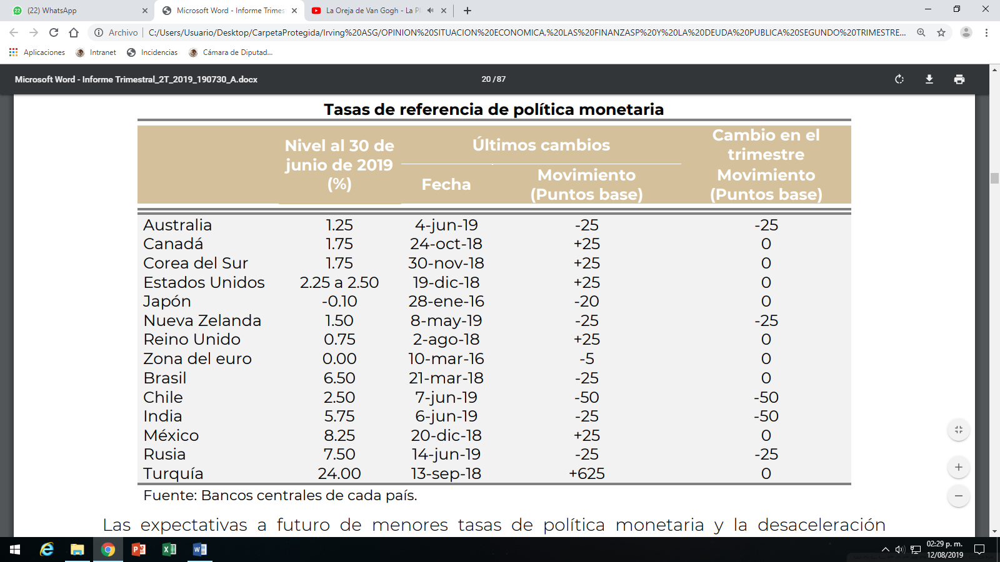 (22) WhatsApp
Microsoft Word - Informe Trimes
La Oreja de Van Gogh - La Pl
Archivo
C:/Users/Usuario/Desktop/CarpetaProtegida/Irving%20ASG/OPINION%20SITUACION%20ECONOMICA,%20LAS%20FINANZASP%20Y%20LA%20DEUDA%20PUBLICA%20SEGUNDO%20TRIMESTRE...
Aplicaciones Intranet Incidencias Cámara de Diputad...
Microsoft Word - Informe Trimestral_2T_2019_190730_A.docx 20 / 87
Tasas de referencia de política monetaria
Nivel al 30 de junio de 2019 (%)
Últimos cambios
Fecha
Movimiento (Puntos base)
Cambio en el trimestre
Movimiento (Puntos base)
Australia 1.25 4-jun-19 -25 -25
Canadá 1.75 24-oct-18 +25 0
Corea del Sur 1.75 30-nov-18 +25 0
Estados Unidos 2.25 a 2.50 19-dic-18 +25 0
Japón -0.10 28-ene-16 -20 0
Nueva Zelanda 1.50 8-may-19 -25 -25
Reino Unido 0.75 2-ago-18 +25 0
Zona del euro 0.00 10-mar-16 -5 0
Brasil 6.50 21-mar-18 -25 0
Chile 2.50 7-jun-19 -50 -50
India 5.75 6-jun-19 -25 -50
México 8.25 20-dic-18 +25 0
Rusia 7.50 14-jun-19 -25 -25
Turquía 24.00 13-sep-18 +625 0
Fuente: Bancos centrales de cada país.
Las expectativas a futuro de menores tasas de política monetaria y la desaceleración
02:29 p. m.
12/08/2019